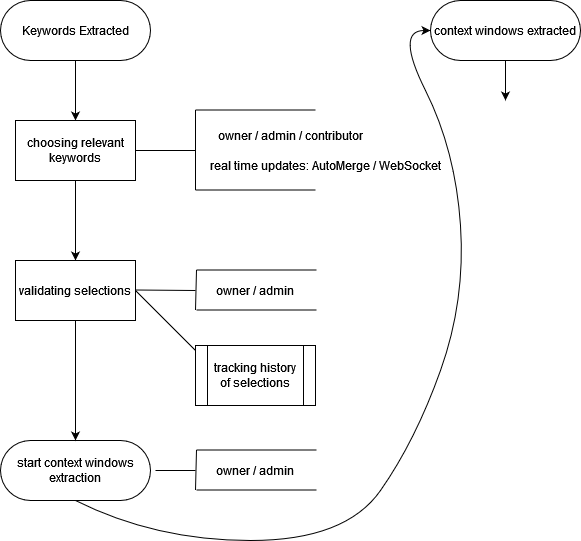 Keywords Extracted
context windows extracted
choosing relevant
keywords
owner / admin / contributor
real time updates: AutoMerge / WebSocket
validating selections
owner / admin
tracking history
of selections
start context windows
extraction
owner / admin